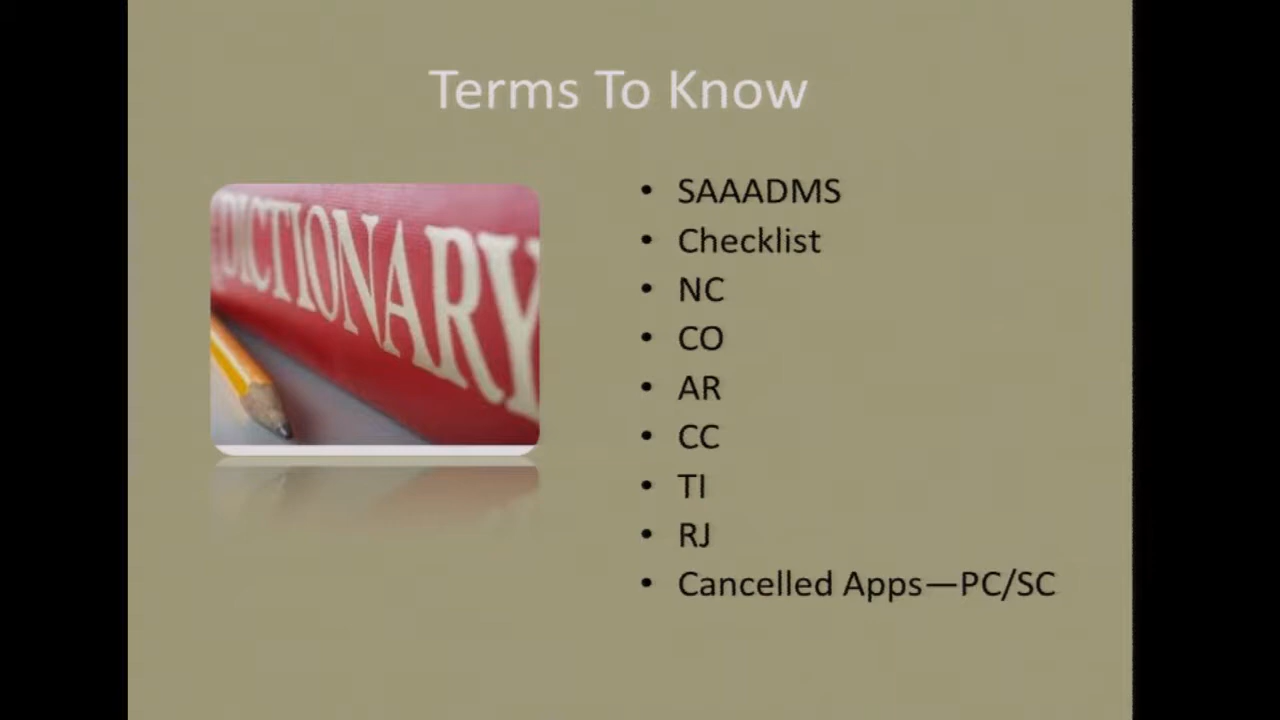 Terms To Know
DICTIONARY
• SAAADMS
• Checklist
• NC
• CO
• AR
• CC
• TI
• RJ
• Cancelled Apps—PC/SC